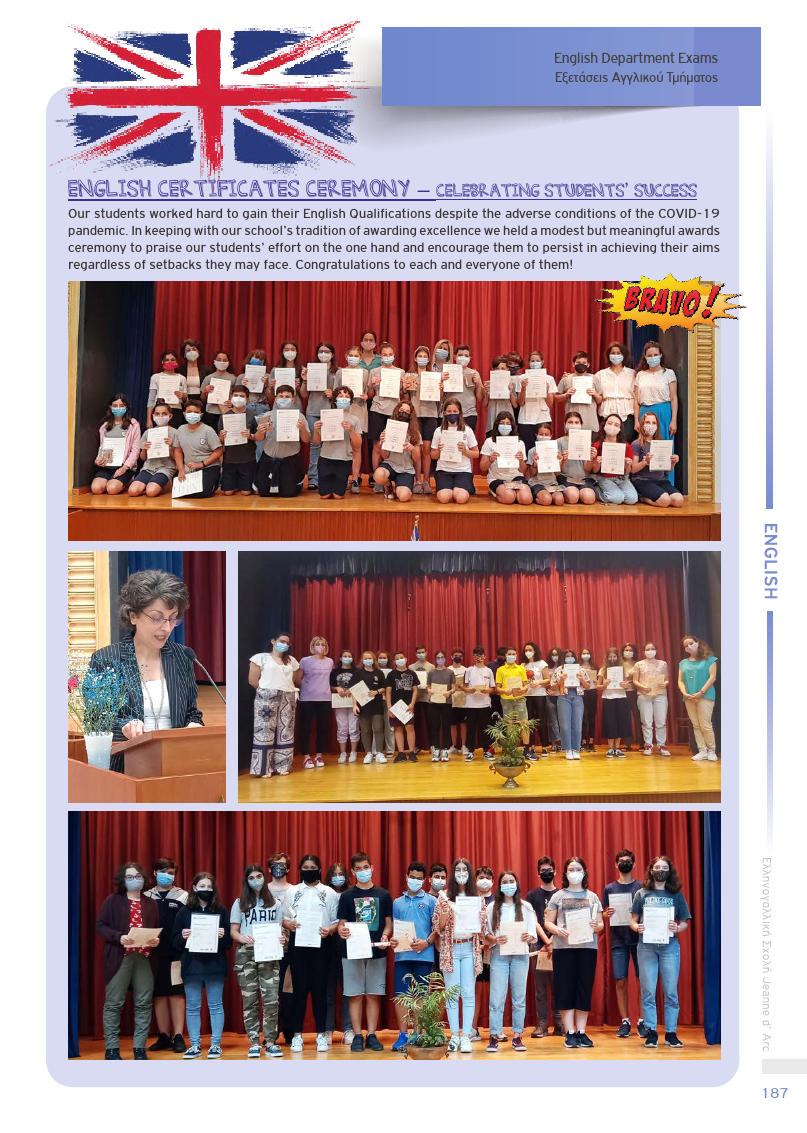 English Department Exams
Εξετάσεις Αγγλικού Τμήματος
ENGLISH CERTIFICATES CEREMONY – CELEBRATING STUDENTS' SUCCESS
Our students worked hard to gain their English Qualifications despite the adverse conditions of the COVID-19
pandemic. In keeping with our school's tradition of awarding excellence we held a modest but meaningful awards
ceremony to praise our students' effort on the one hand and encourage them to persist in achieving their aims
regardless of setbacks they may face. Congratulations to each and everyone of them!
BRAVO!
ENGLISH
PARIS
Ελληνογαλλική Σχολή Jeanne d' Arc
187